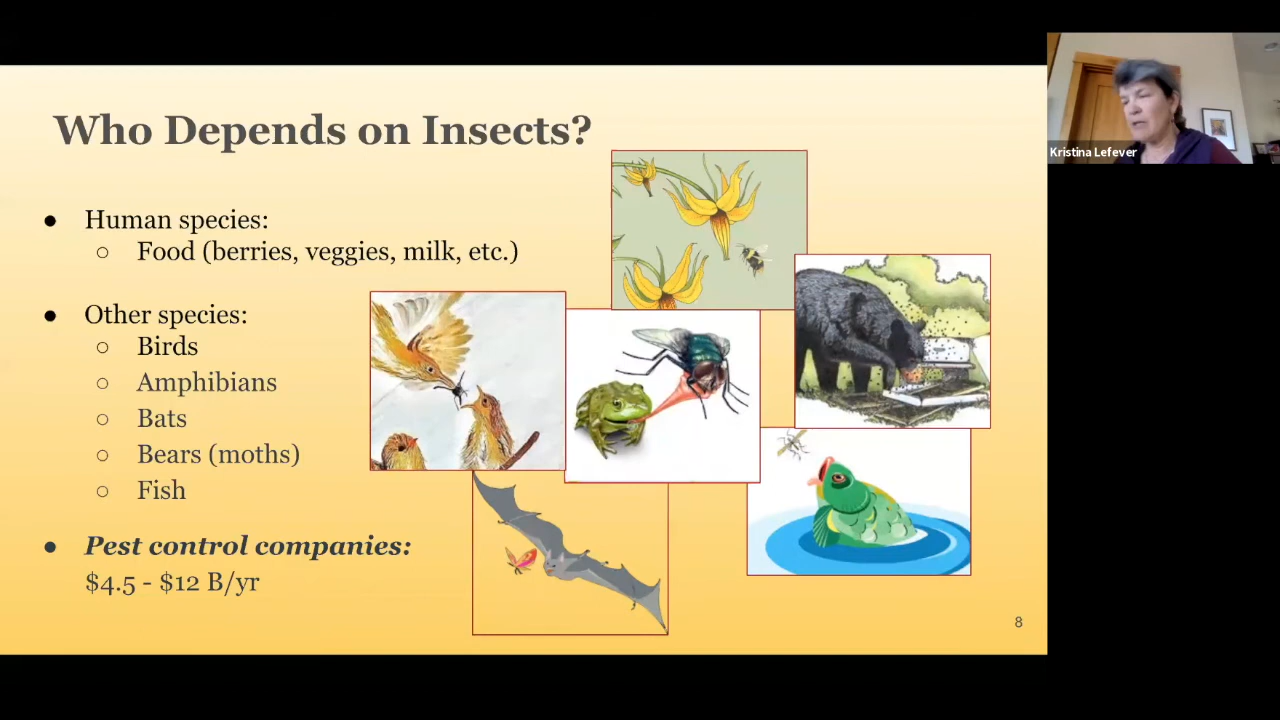 Who Depends on Insects?
● Human species:
○ Food (berries, veggies, milk, etc.)
● Other species:
○ Birds
○ Amphibians
○ Bats
○ Bears (moths)
○ Fish
● Pest control companies:
$4.5 - $12 B/yr
8
Kristina Lefever